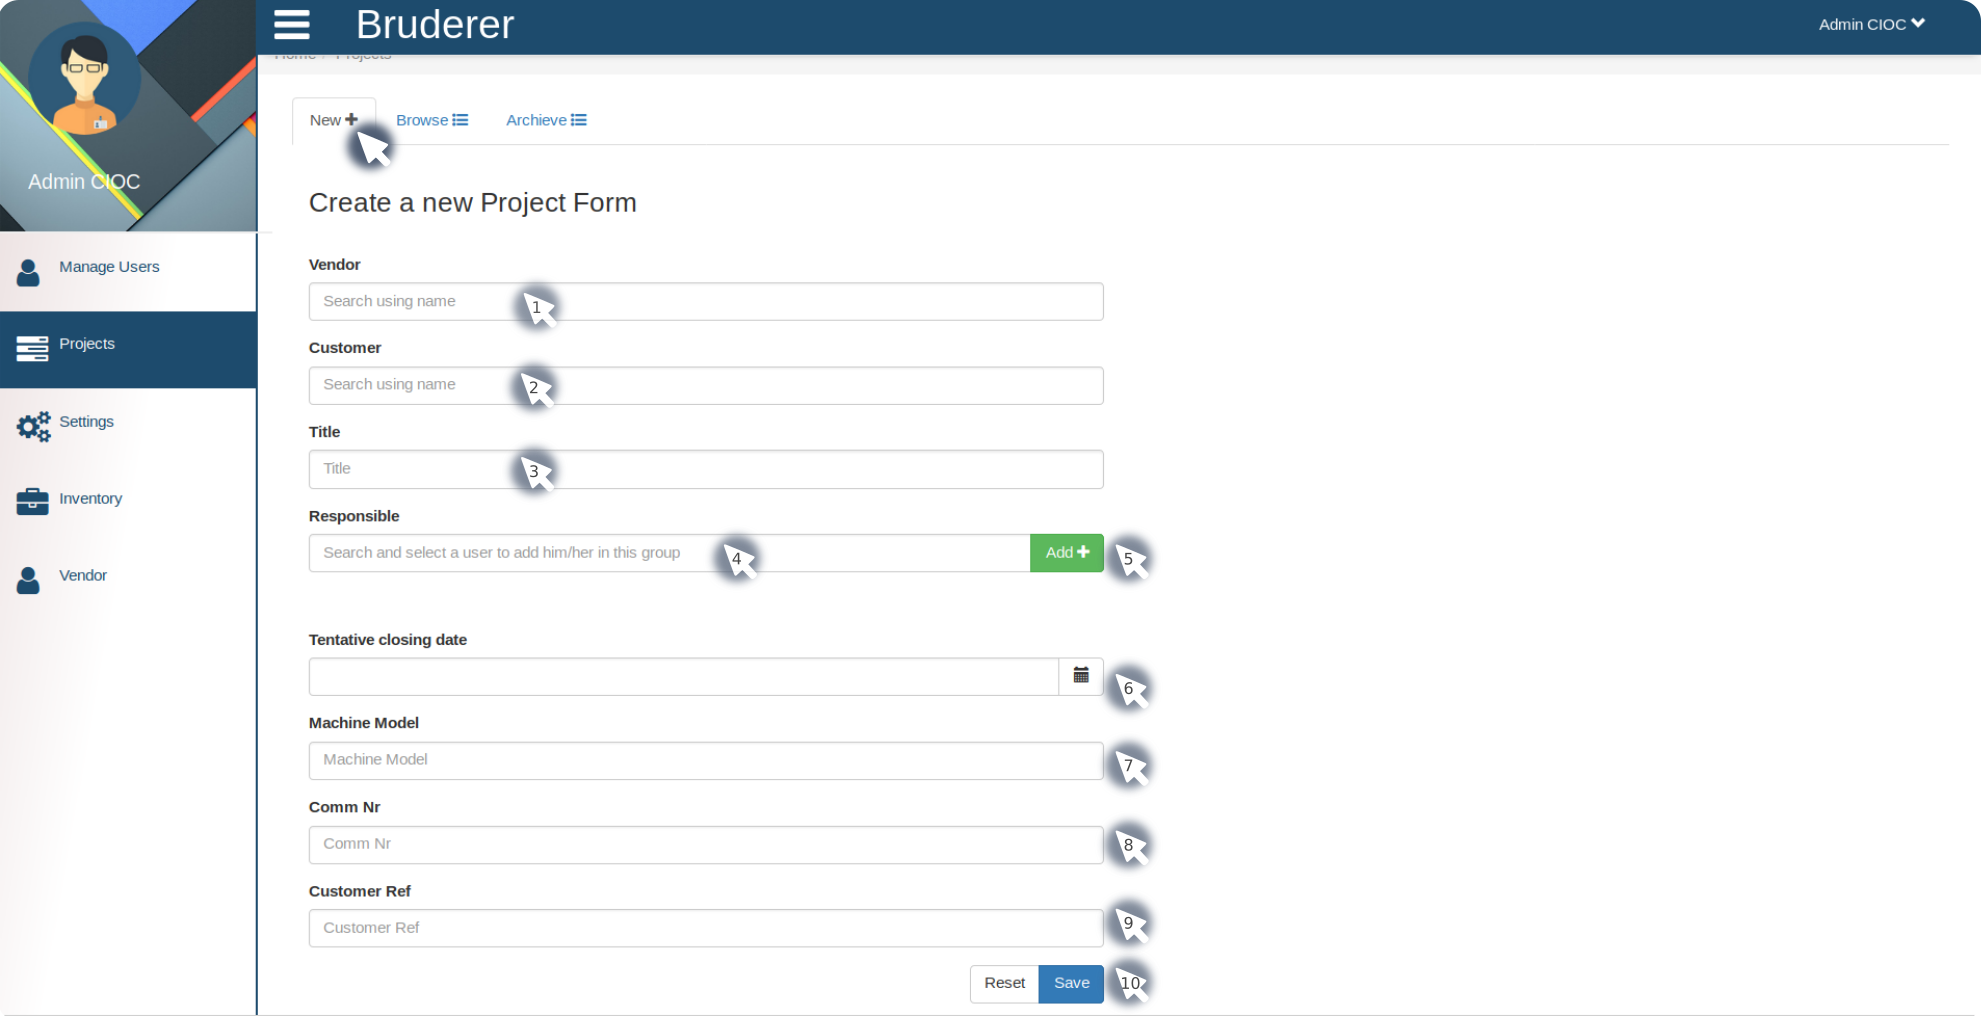 Bruderer
Admin CIOC
Home / Projects
Admin CIOC
Manage Users
Projects
Settings
Inventory
Vendor
New
Browse
Archieve
Create a new Project Form
Vendor
Search using name
1
Customer
Search using name
2
Title
Title
3
Responsible
Search and select a user to add him/her in this group
4
Add
5
Tentative closing date
6
Machine Model
Machine Model
7
Comm Nr
Comm Nr
8
Customer Ref
Customer Ref
9
Reset
Save
10